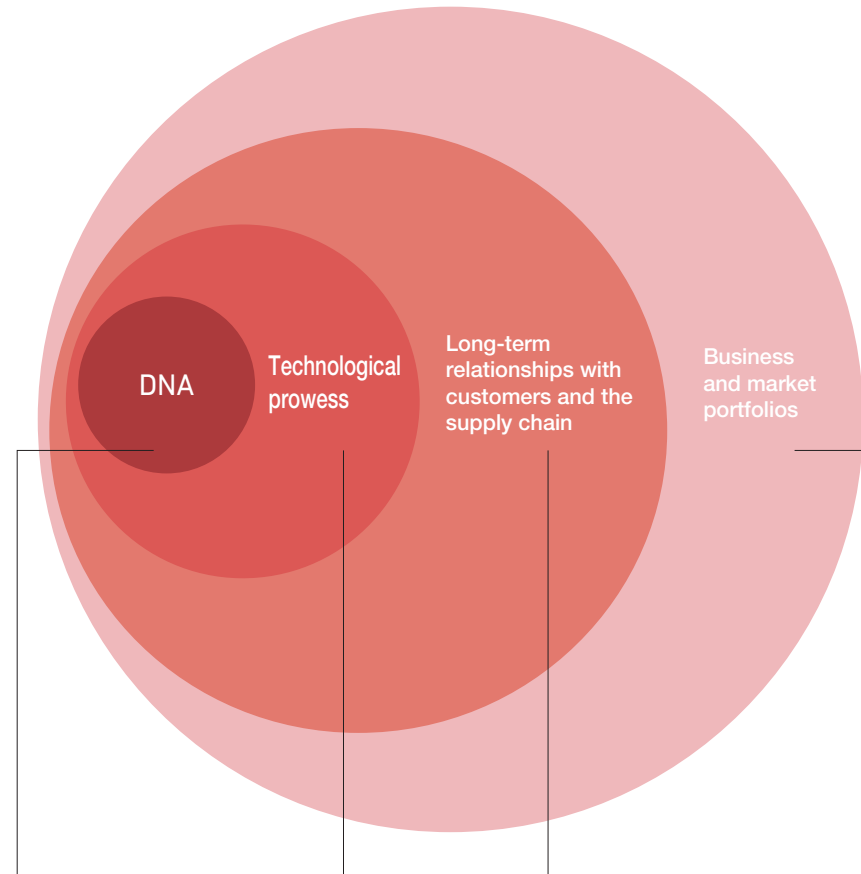 DNA
Technological
prowess
Long-term
relationships with
customers and the
supply chain
Business
and market
portfolios